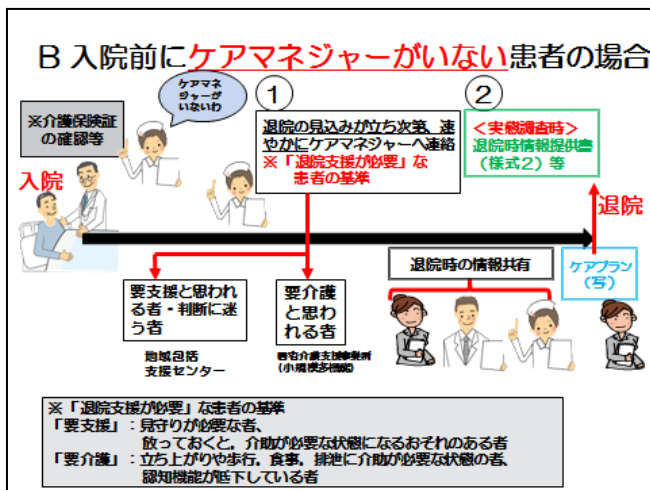 B 入院前にケアマネジャーがいない患者の場合
ケアマネ
ジャーが
いないわ
※介護保険証
の確認等
入院
①
退院の見込みが立ち次第、速
やかにケアマネジャーへ連絡
※「退院支援が必要」な
患者の基準
②
＜実態調査時＞
退院時情報提供書
（様式２）等
退院
要支援と思われ
る者・判断に迷
う者
地域包括
支援センター
要介護
と思わ
れる者
居宅介護支援事業所
(小規模多機能)
退院時の情報共有
ケアプラン
（写）
※「退院支援が必要」な患者の基準
「要支援」：見守りが必要な者、
放っておくと，介助が必要な状態になるおそれのある者
「要介護」：立ち上がりや歩行，食事，排泄に介助が必要な状態の者、
認知機能が低下している者